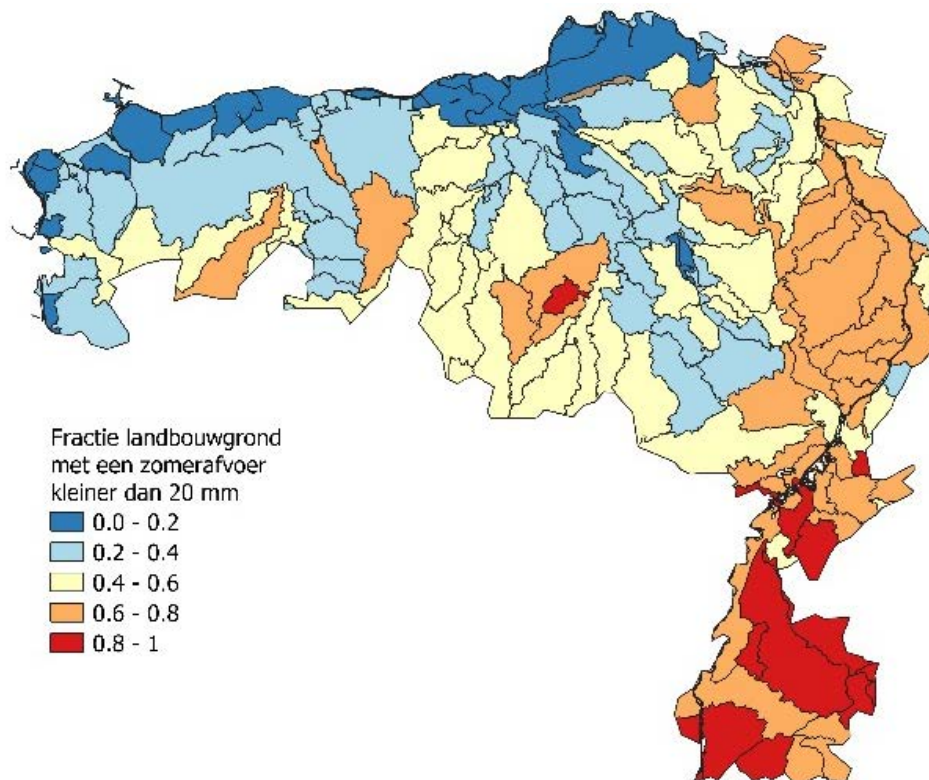 Fractie landbouwgrond
met een zomerafvoer
kleiner dan 20 mm
0.0 - 0.2
0.2 - 0.4
0.4 - 0.6
0.6 - 0.8
0.8 - 1